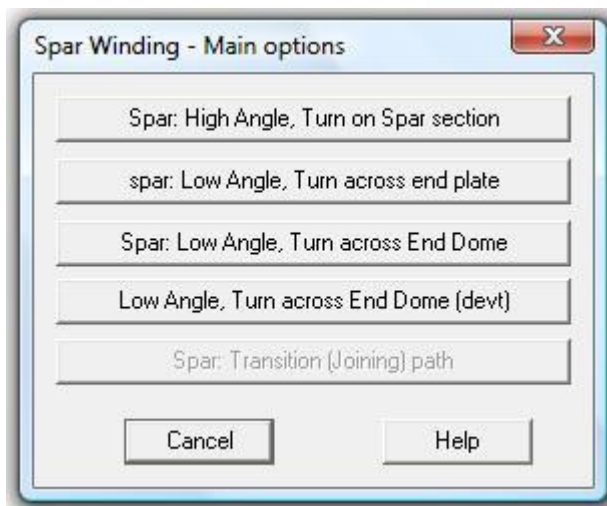 Spar Winding - Main options
Spar: High Angle, Turn on Spar section
spar: Low Angle, Turn across end plate
Spar: Low Angle, Turn across End Dome
Low Angle, Turn across End Dome (devt)
Spar: Transition (Joining) path
Cancel Help